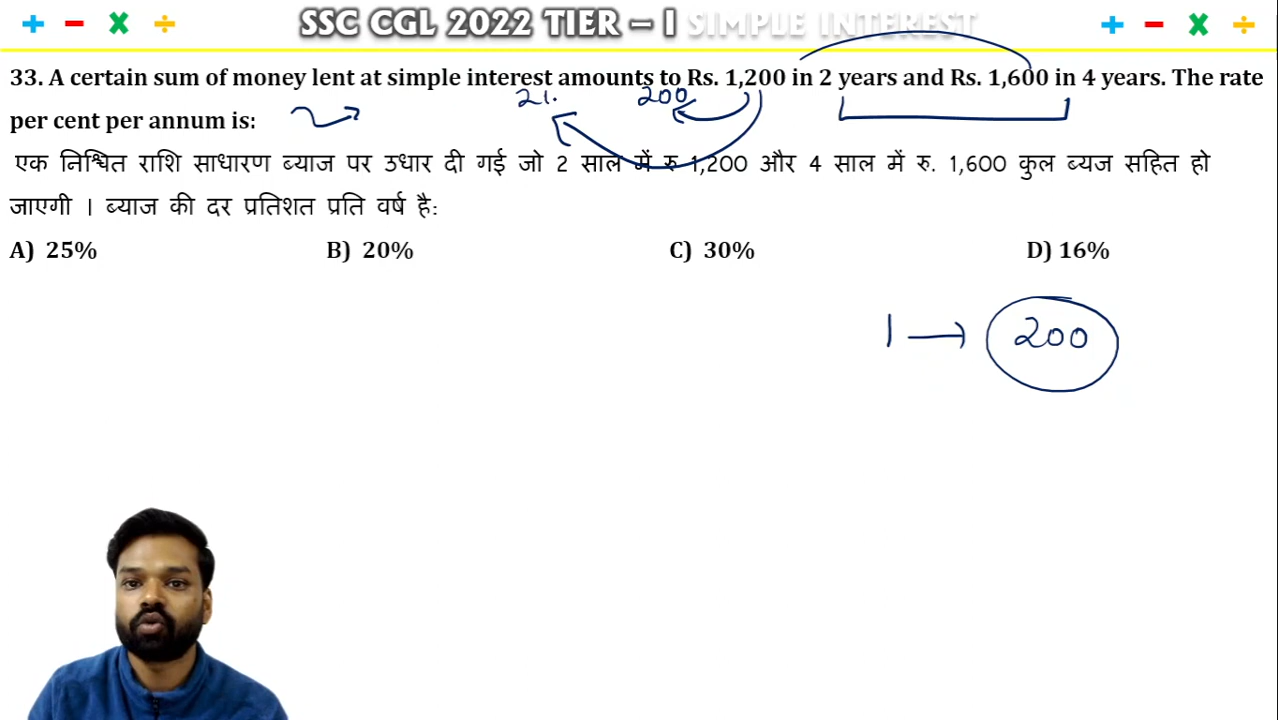 + - × ÷ SSC CGL 2022 TIER – I SIMPLE INTEREST + - × ÷
33. A certain sum of money lent at simple interest amounts to Rs. 1,200 in 2 years and Rs. 1,600 in 4 years. The rate
21. 200
per cent per annum is:
एक निश्चित राशि साधारण ब्याज पर उधार दी गई जो 2 साल में रु 1,200 और 4 साल में रु. 1,600 कुल ब्यज सहित हो
जाएगी । ब्याज की दर प्रतिशत प्रति वर्ष है:
A) 25% B) 20% C) 30% D) 16%
1 → 200